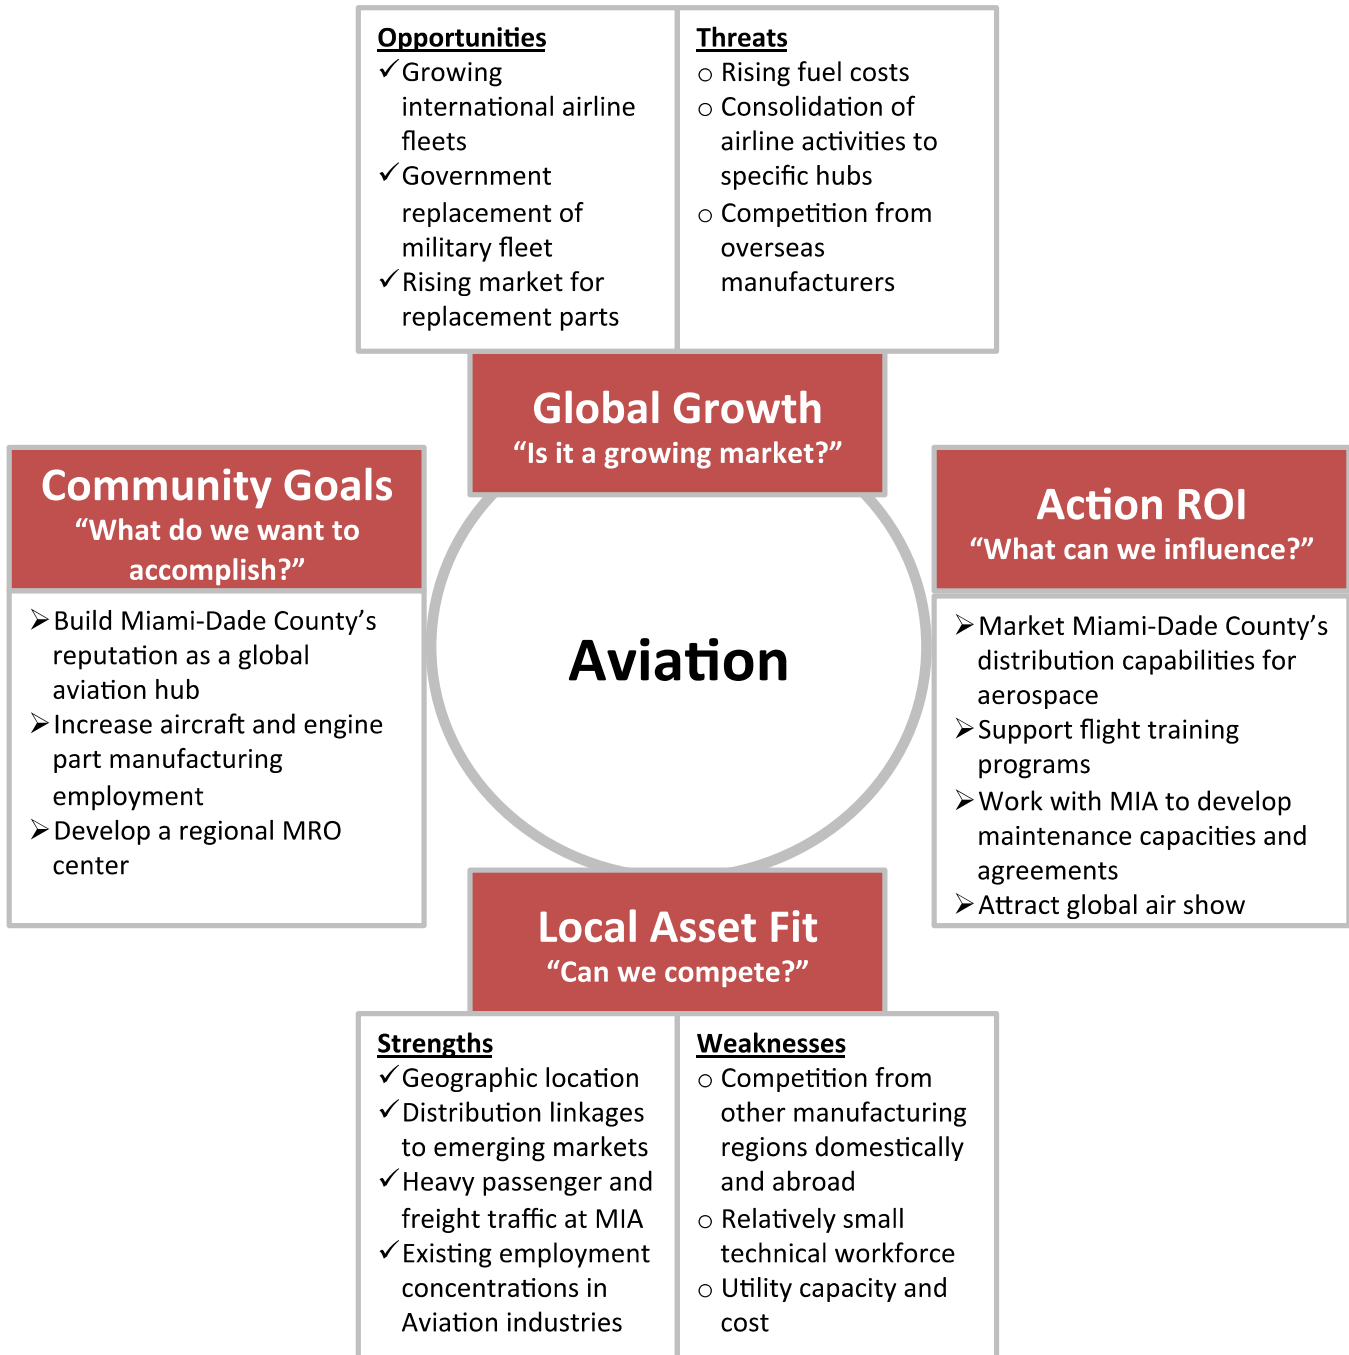 Opportunities
✓Growing
international airline
fleets
✓Government
replacement of
military fleet
✓Rising market for
replacement parts
Threats
o Rising fuel costs
o Consolidation of
airline activities to
specific hubs
o Competition from
overseas
manufacturers
Global Growth
“Is it a growing market?”
Community Goals
“What do we want to
accomplish?”
➢Build Miami-Dade County’s
reputation as a global
aviation hub
➢Increase aircraft and engine
part manufacturing
employment
➢Develop a regional MRO
center
Aviation
Action ROI
“What can we influence?”
➢Market Miami-Dade County’s
distribution capabilities for
aerospace
➢Support flight training
programs
➢Work with MIA to develop
maintenance capacities and
agreements
➢Attract global air show
Local Asset Fit
“Can we compete?”
Strengths
✓Geographic location
✓Distribution linkages
to emerging markets
✓Heavy passenger and
freight traffic at MIA
✓Existing employment
concentrations in
Aviation industries
Weaknesses
o Competition from
other manufacturing
regions domestically
and abroad
o Relatively small
technical workforce
o Utility capacity and
cost